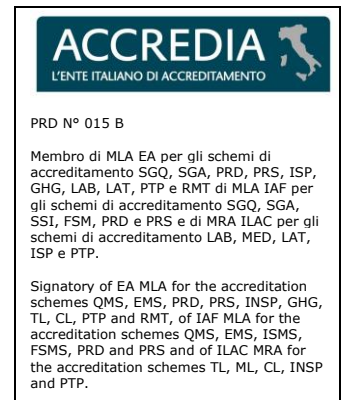 ACCREDIA
L'ENTE ITALIANO DI ACCREDITAMENTO
PRD N° 015 B
Membro di MLA EA per gli schemi di
accreditamento SGQ, SGA, PRD, PRS, ISP,
GHG, LAB, LAT, PTP e RMT di MLA IAF per
gli schemi di accreditamento SGQ, SGA,
SSI, FSM, PRD e PRS e di MRA ILAC per gli
schemi di accreditamento LAB, MED, LAT,
ISP e PTP.
Signatory of EA MLA for the accreditation
schemes QMS, EMS, PRD, PRS, INSP, GHG,
TL, CL, PTP and RMT, of IAF MLA for the
accreditation schemes QMS, EMS, ISMS,
FSMS, PRD and PRS and of ILAC MRA for
the accreditation schemes TL, ML, CL, INSP
and PTP.